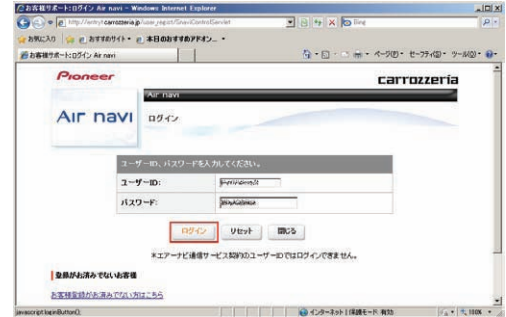 お客様サポート:ログイン Air navi - Windows Internet Explorer
http://entry1.carrozzeria.jp/user_regist/GnaviControlServlet
Bing
お気に入り おすすめサイト 本日のおすすめアドオン...
お客様サポート:ログイン Air navi
ページ(P) セーフティ(S) ツール(O)
Pioneer
carrozzeria
Air navi
Air navi
ログイン
ユーザーID、パスワードを入力してください。
ユーザーID:
パスワード:
ログイン リセット 閉じる
※エアーナビ通信サービス契約のユーザーIDではログインできません。
登録がお済みでないお客様
お客様登録がお済みでない方はこちら
javascript:loginButton();
インターネット | 保護モード: 有効
100%